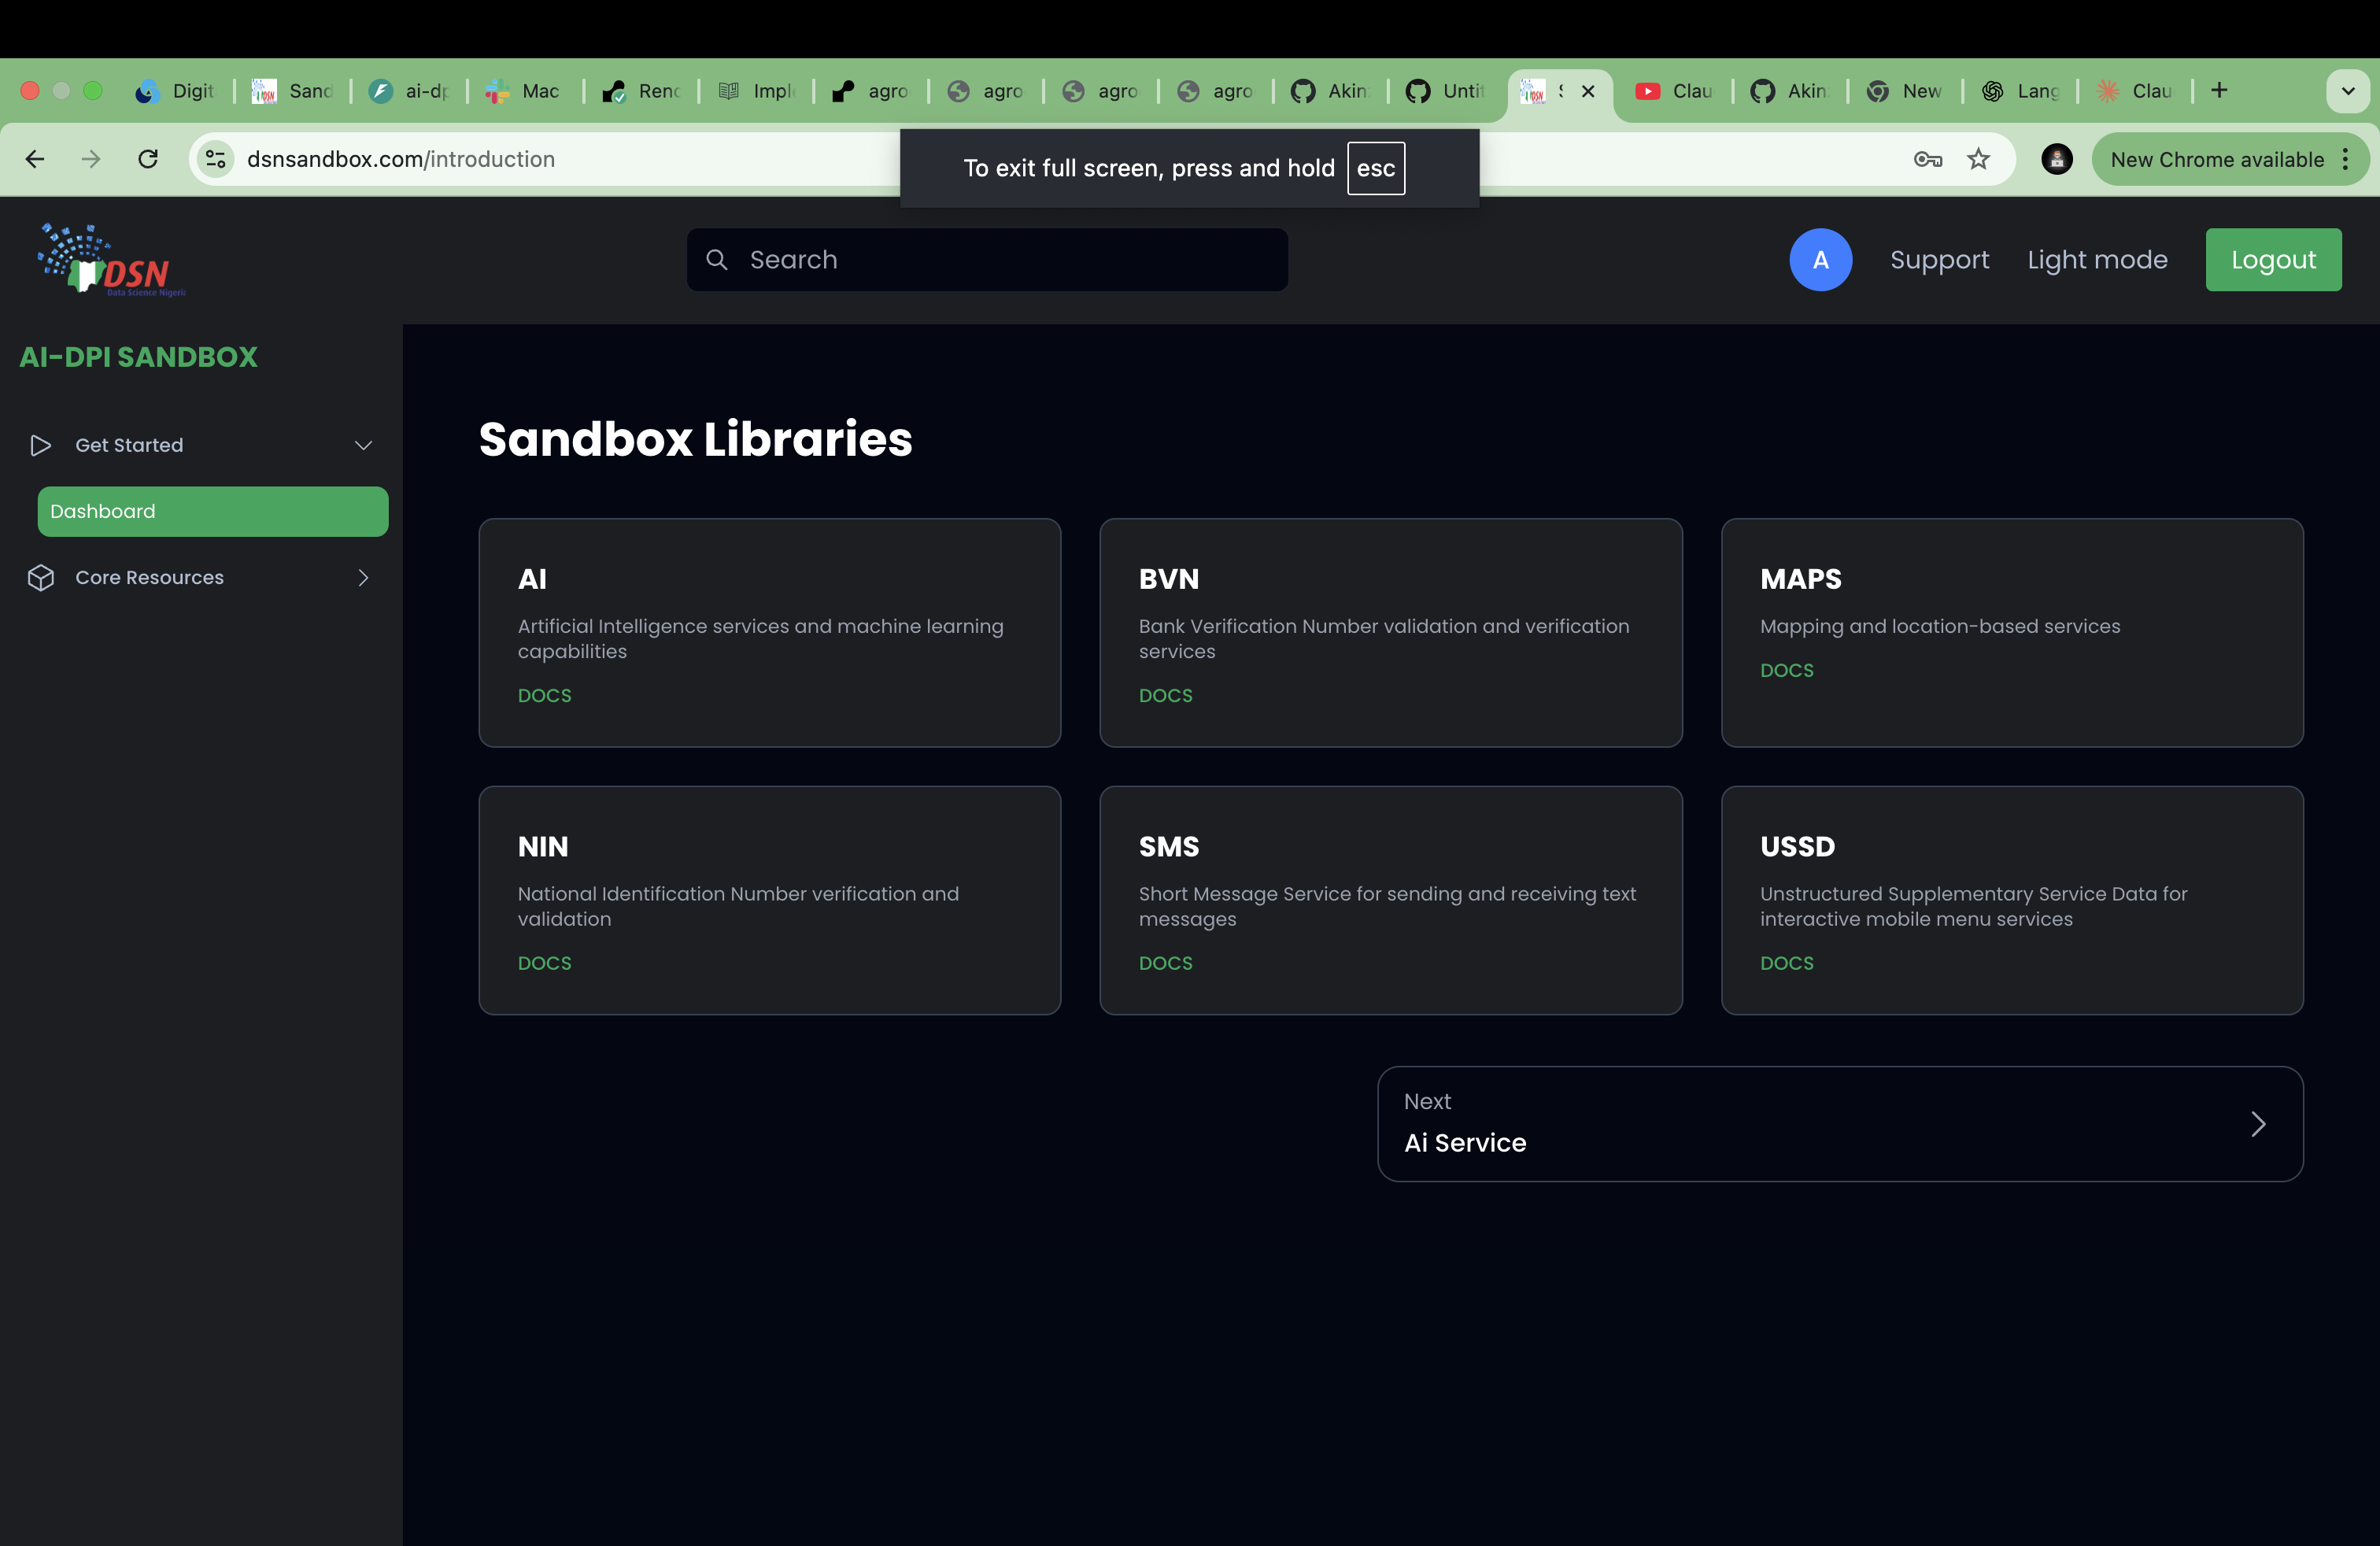 Digit
Sand
ai-dp
Mac
Rend
Impl
agro
agro
agro
agro
Akin
Untit
Clau
Akin
New
Lang
Clau
dsnsandbox.com/introduction
To exit full screen, press and hold esc
New Chrome available
DSN
Data Science Nigeria
Search
A
Support
Light mode
Logout
AI-DPI SANDBOX
Get Started
Dashboard
Core Resources
Sandbox Libraries
AI
Artificial Intelligence services and machine learning
capabilities
DOCS
BVN
Bank Verification Number validation and verification
services
DOCS
MAPS
Mapping and location-based services
DOCS
NIN
National Identification Number verification and
validation
DOCS
SMS
Short Message Service for sending and receiving text
messages
DOCS
USSD
Unstructured Supplementary Service Data for
interactive mobile menu services
DOCS
Next
Ai Service